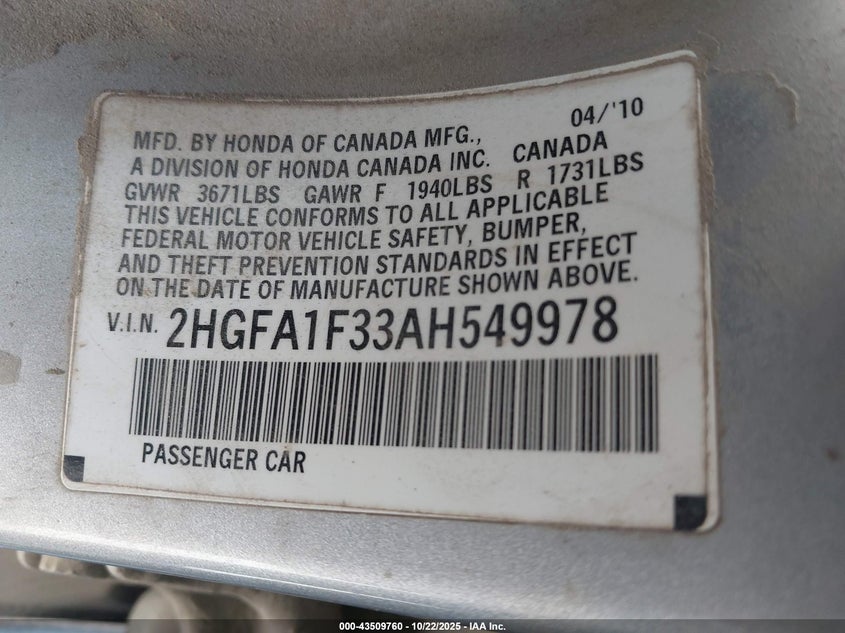 04/'10
MFD. BY HONDA OF CANADA MFG.,
A DIVISION OF HONDA CANADA INC. CANADA
GVWR 3671LBS GAWR F 1940LBS R 1731LBS
THIS VEHICLE CONFORMS TO ALL APPLICABLE
FEDERAL MOTOR VEHICLE SAFETY, BUMPER,
AND THEFT PREVENTION STANDARDS IN EFFECT
ON THE DATE OF MANUFACTURE SHOWN ABOVE.
V.I.N. 2HGFA1F33AH549978
PASSENGER CAR
000-43509760 - 10/22/2025 - IAA Inc.